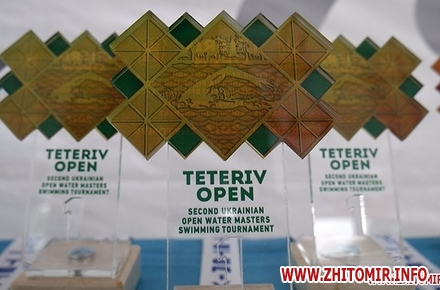 TETERIV
OPEN
SECOND UKRAINIAN
OPEN WATER MASTERS
SWIMMING TOURNAMENT
TETERIV
OPEN
SECOND UKRAINIAN
OPEN WATER MASTERS
SWIMMING TOURNAMENT
TETERIV
OPEN
SECOND UKRAINIAN
OPEN WATER MASTERS
SWIMMING TOURNAMENT
WWW.ZHITOMIR.INFO